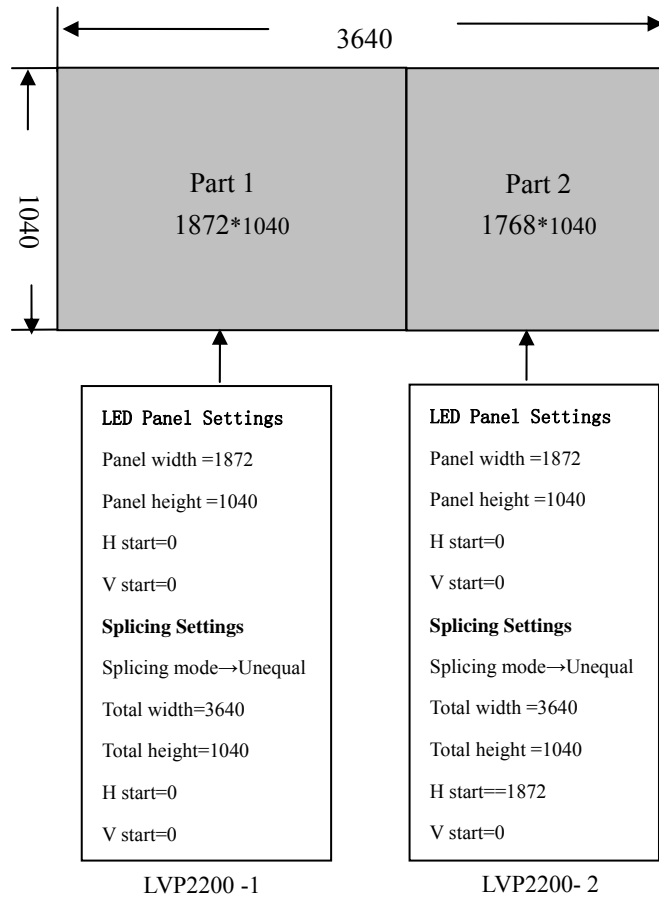 3640
1040
Part 1
1872*1040
Part 2
1768*1040
LED Panel Settings
Panel width =1872
Panel height =1040
H start=0
V start=0
Splicing Settings
Splicing mode→Unequal
Total width=3640
Total height=1040
H start=0
V start=0
LVP2200 -1
LED Panel Settings
Panel width =1872
Panel height =1040
H start=0
V start=0
Splicing Settings
Splicing mode→Unequal
Total width =3640
Total height =1040
H start==1872
V start=0
LVP2200- 2